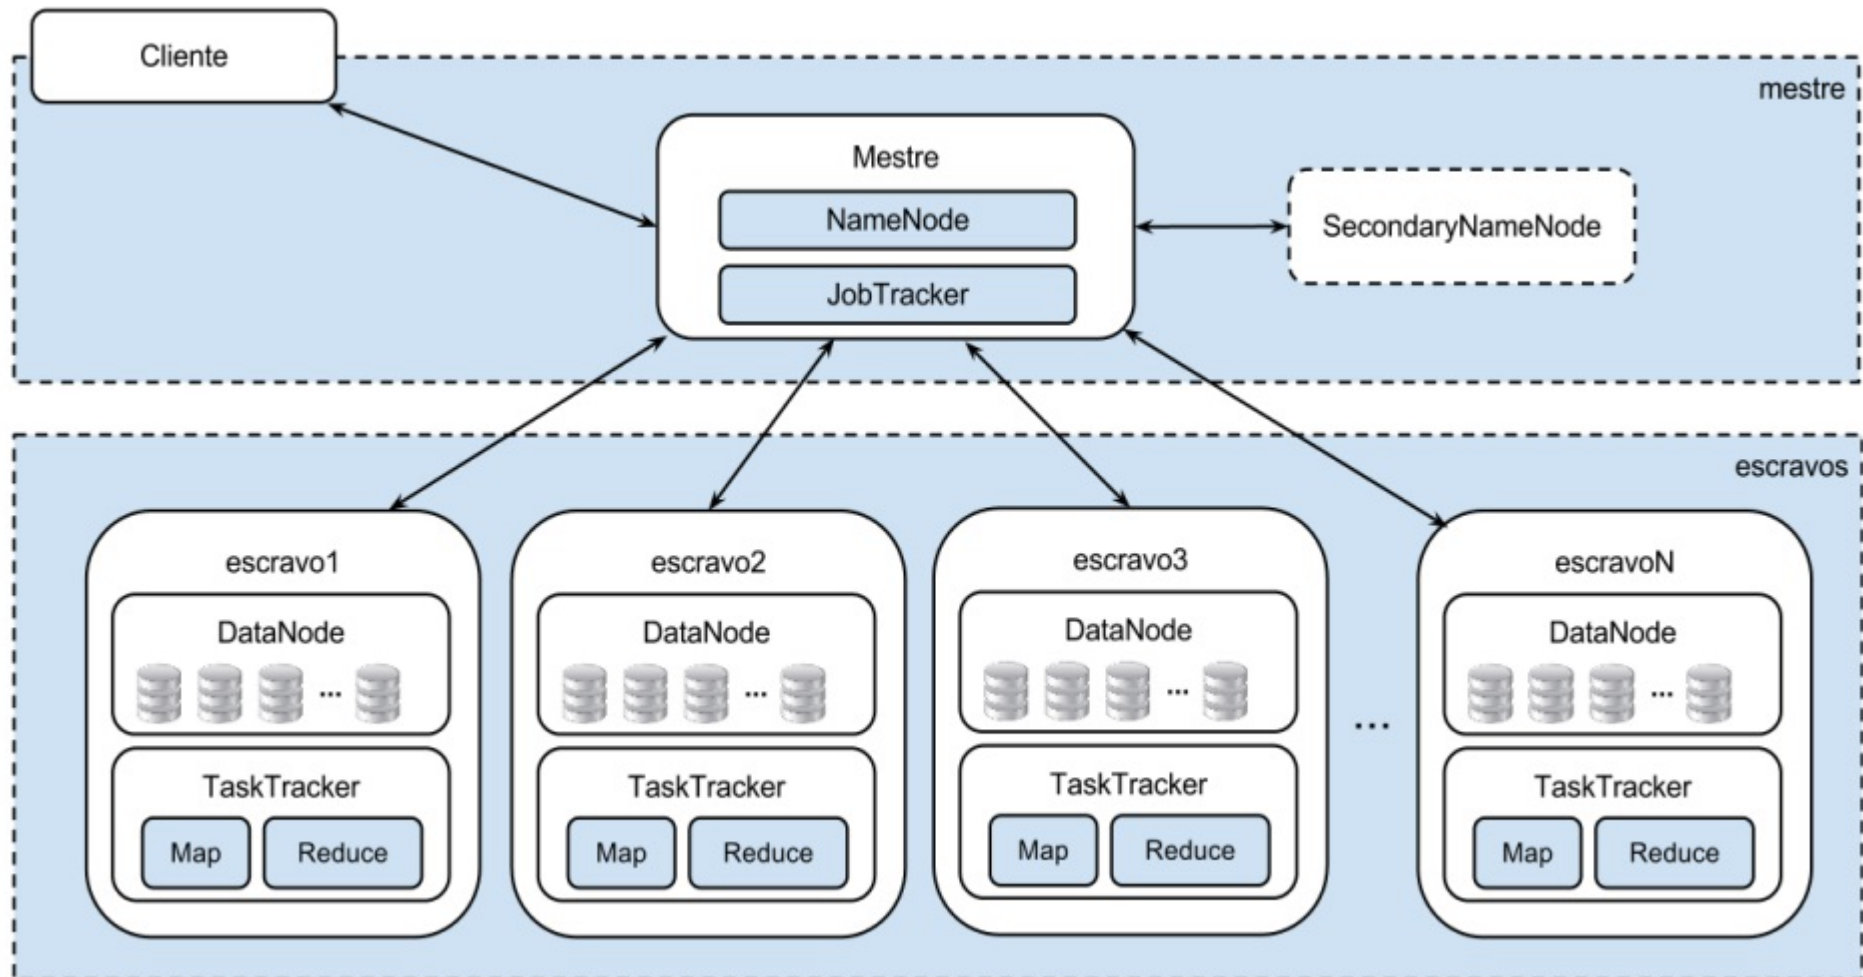 Cliente
mestre
Mestre
NameNode
JobTracker
SecondaryNameNode
escravos
escravo1
DataNode
...
TaskTracker
Map
Reduce
escravo2
DataNode
...
TaskTracker
Map
Reduce
escravo3
DataNode
...
TaskTracker
Map
Reduce
...
escravoN
DataNode
...
TaskTracker
Map
Reduce